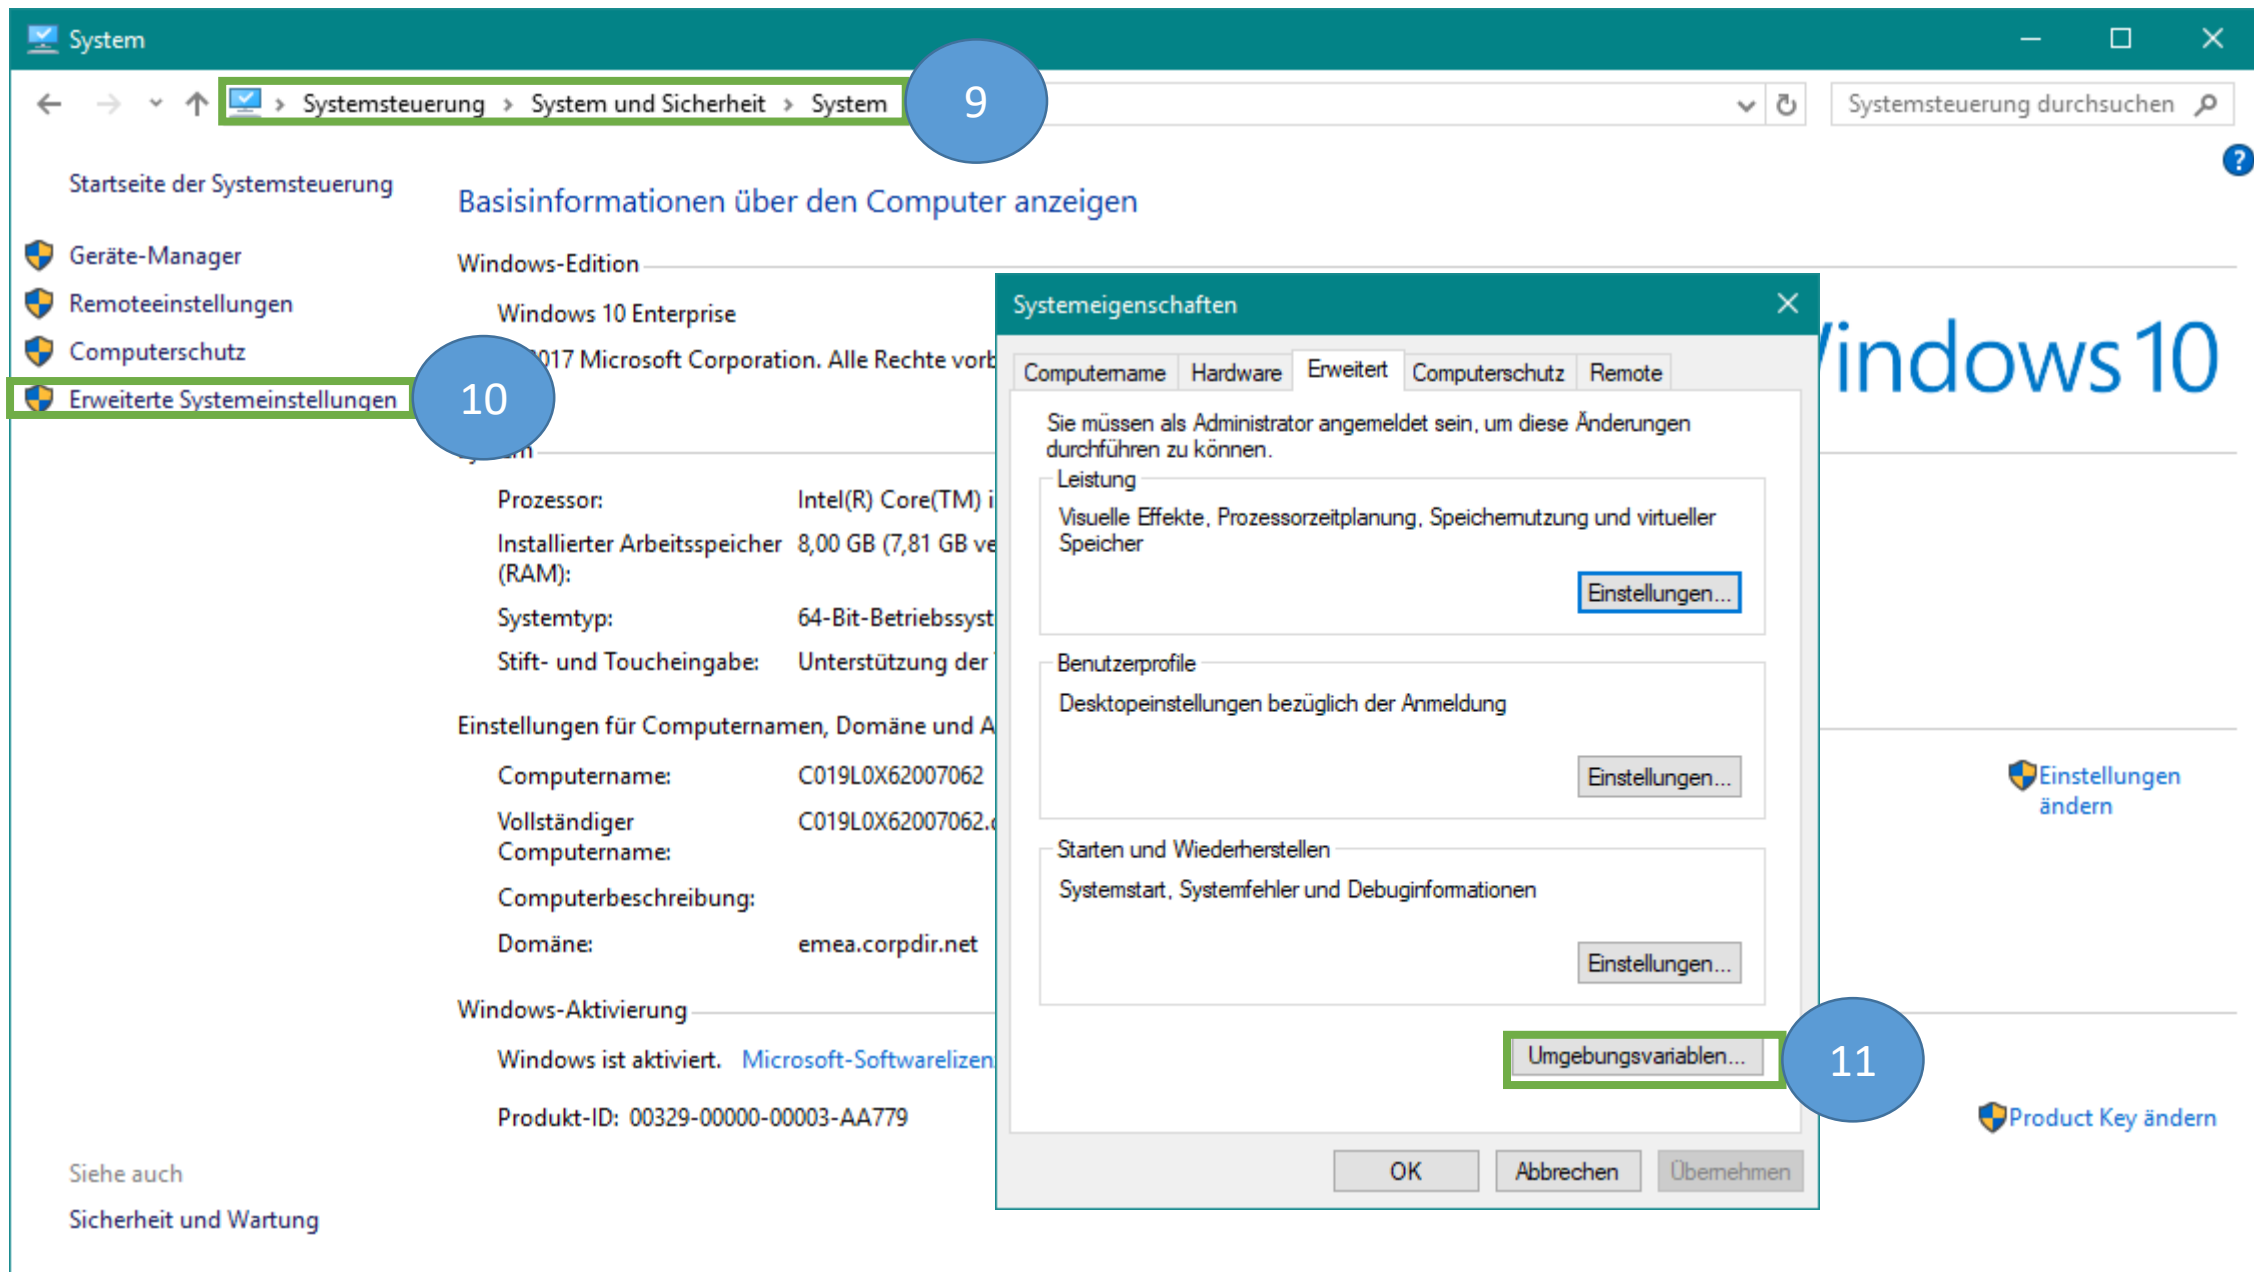 System
Systemsteuerung › System und Sicherheit › System
9
Systemsteuerung durchsuchen
?
Startseite der Systemsteuerung
Geräte-Manager
Remoteeinstellungen
Computerschutz
Erweiterte Systemeinstellungen
10
Basisinformationen über den Computer anzeigen
Windows-Edition
Windows 10 Enterprise
2017 Microsoft Corporation. Alle Rechte
indows 10
Prozessor: Intel(R) Core(TM)
Installierter Arbeitsspeicher 8,00 GB (7,81 GB
(RAM):
Systemtyp: 64-Bit-
Stift- und Toucheingabe: Unterstützung der
Einstellungen für Computernamen, Domäne und
Computername: C019L0X62007062
Vollständiger C019L0X62007062.
Computername:
Computerbeschreibung:
Domäne: emea.corpdir.net
Einstellungen
ändern
Windows-Aktivierung
Windows ist aktiviert.
Produkt-ID: 00329-00000-00003-AA779
Product Key ändern
Siehe auch
Sicherheit und Wartung
Systemeigenschaften
Computername Hardware Erweitert Computerschutz Remote
Sie müssen als Administrator angemeldet sein, um diese Änderungen
durchführen zu können.
Leistung
Visuelle Effekte, Prozessorzeitplanung, Speichernutzung und virtueller
Speicher
Einstellungen...
Benutzerprofile
Desktopeinstellungen bezüglich der Anmeldung
Einstellungen...
Starten und Wiederherstellen
Systemstart, Systemfehler und Debuginformationen
Einstellungen...
Umgebungsvariablen...
11
OK Abbrechen Übernehmen